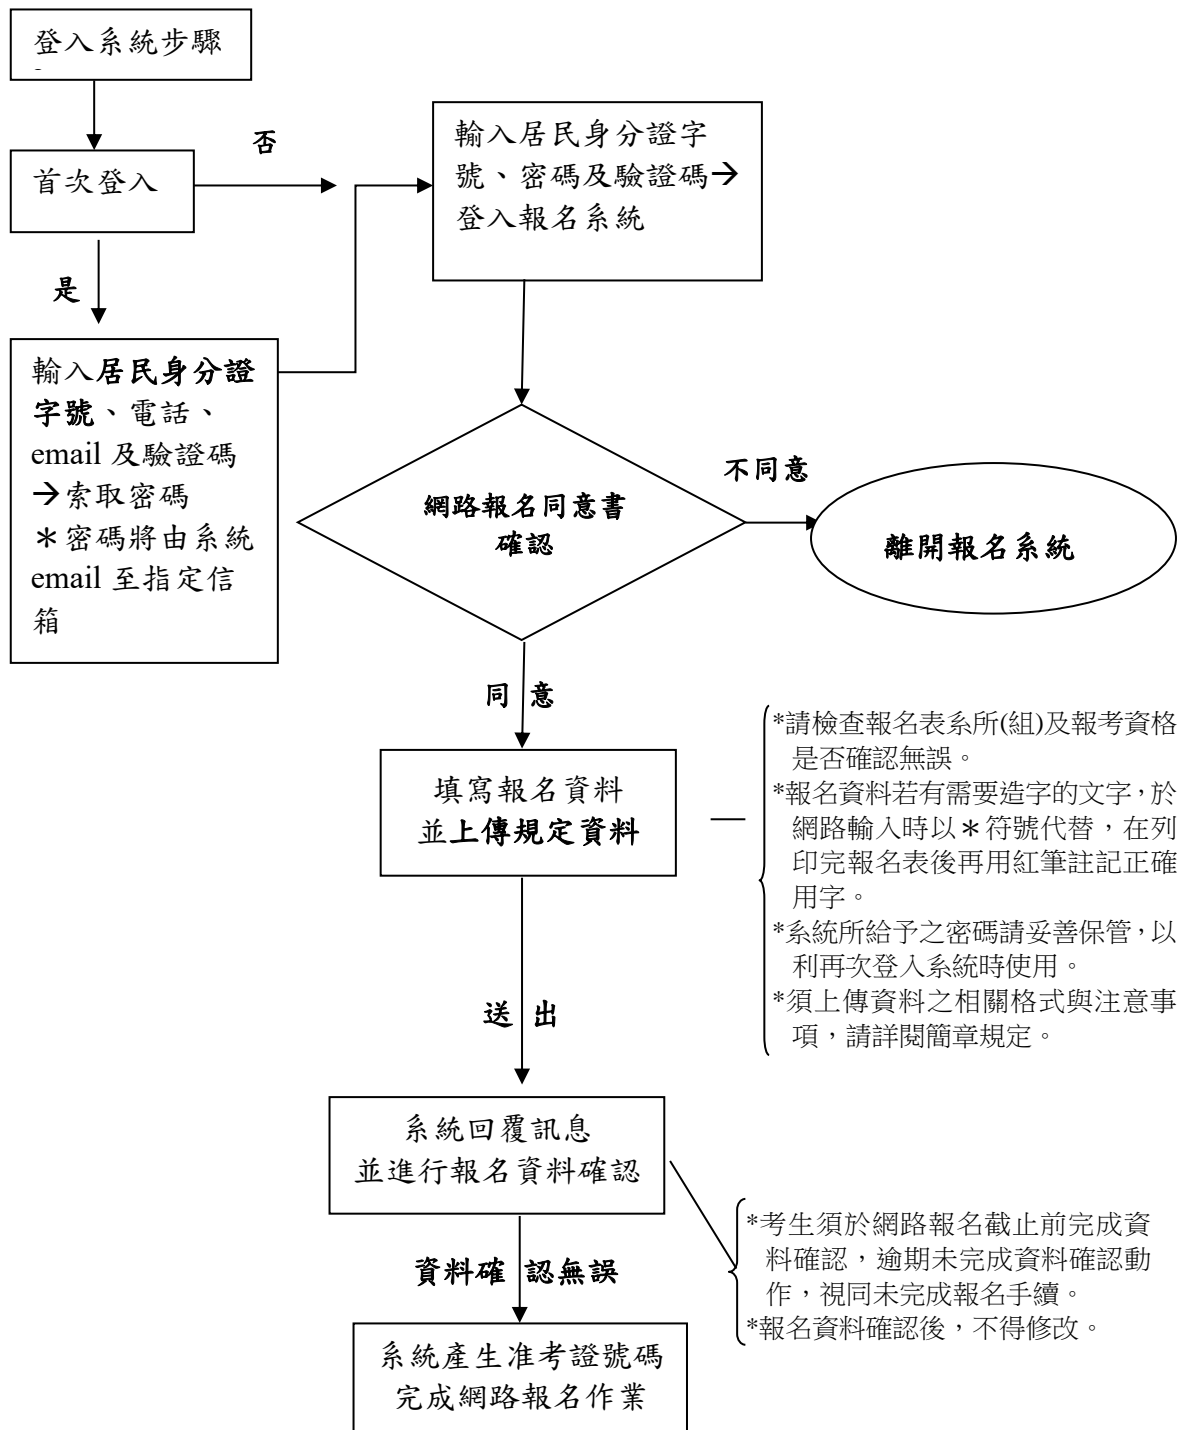 登入系統步驟
首次登入
否
是
輸入居民身分證
字號、電話、
email 及驗證碼
→索取密碼
＊密碼將由系統
email 至指定信
箱
輸入居民身分證字
號、密碼及驗證碼→
登入報名系統
網路報名同意書
確認
不同意
離開報名系統
同 意
填寫報名資料
並上傳規定資料
*請檢查報名表系所(組)及報考資格
是否確認無誤。
*報名資料若有需要造字的文字，於
網路輸入時以＊符號代替，在列
印完報名表後再用紅筆註記正確
用字。
*系統所給予之密碼請妥善保管，以
利再次登入系統時使用。
*須上傳資料之相關格式與注意事
項，請詳閱簡章規定。
送 出
系統回覆訊息
並進行報名資料確認
*考生須於網路報名截止前完成資
料確認，逾期未完成資料確認動
作，視同未完成報名手續。
*報名資料確認後，不得修改。
資料確 認無誤
系統產生准考證號碼
完成網路報名作業